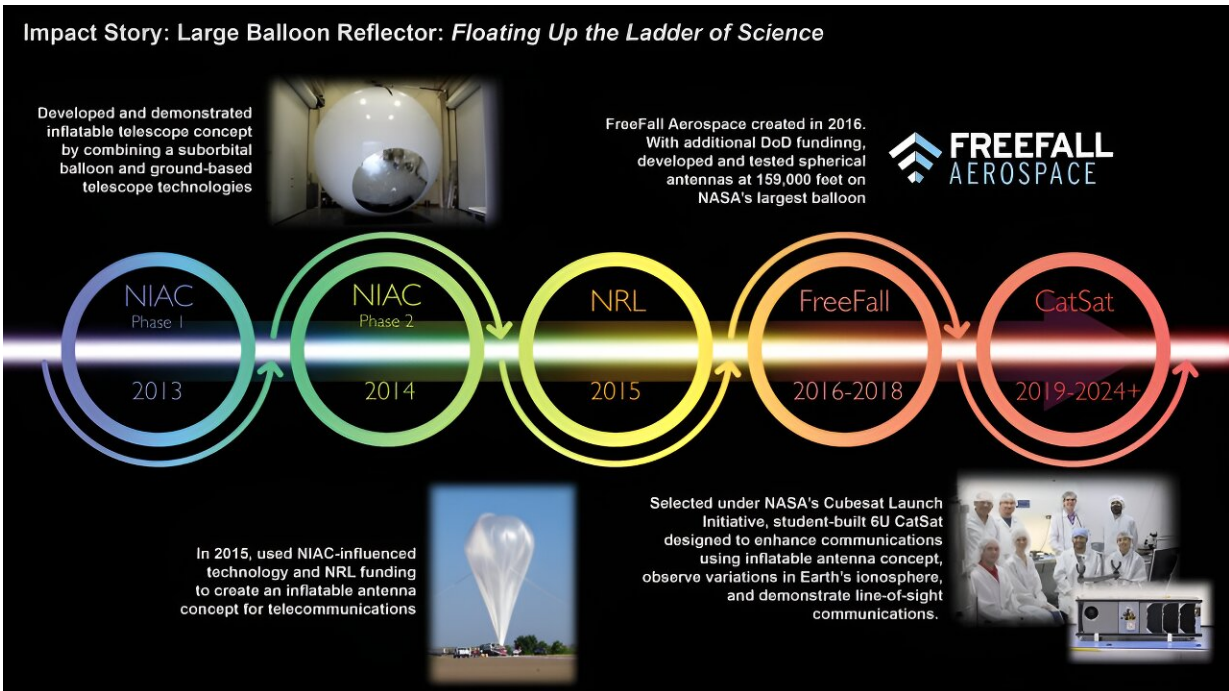 Impact Story: Large Balloon Reflector: Floating Up the Ladder of Science
Developed and demonstrated
inflatable telescope concept
by combining a suborbital
balloon and ground-based
telescope technologies
FreeFall Aerospace created in 2016.
With additional DoD fundinng,
developed and tested spherical
antennas at 159,000 feet on
NASA's largest balloon
FREEFALL
AEROSPACE
NIAC
Phase 1
2013
NIAC
Phase 2
2014
NRL
2015
FreeFall
2016-2018
CatSat
2019-2024+
In 2015, used NIAC-influenced
technology and NRL funding
to create an inflatable antenna
concept for telecommunications
Selected under NASA's Cubesat Launch
Initiative, student-built 6U CatSat
designed to enhance communications
using inflatable antenna concept,
observe variations in Earth's ionosphere,
and demonstrate line-of-sight
communications.